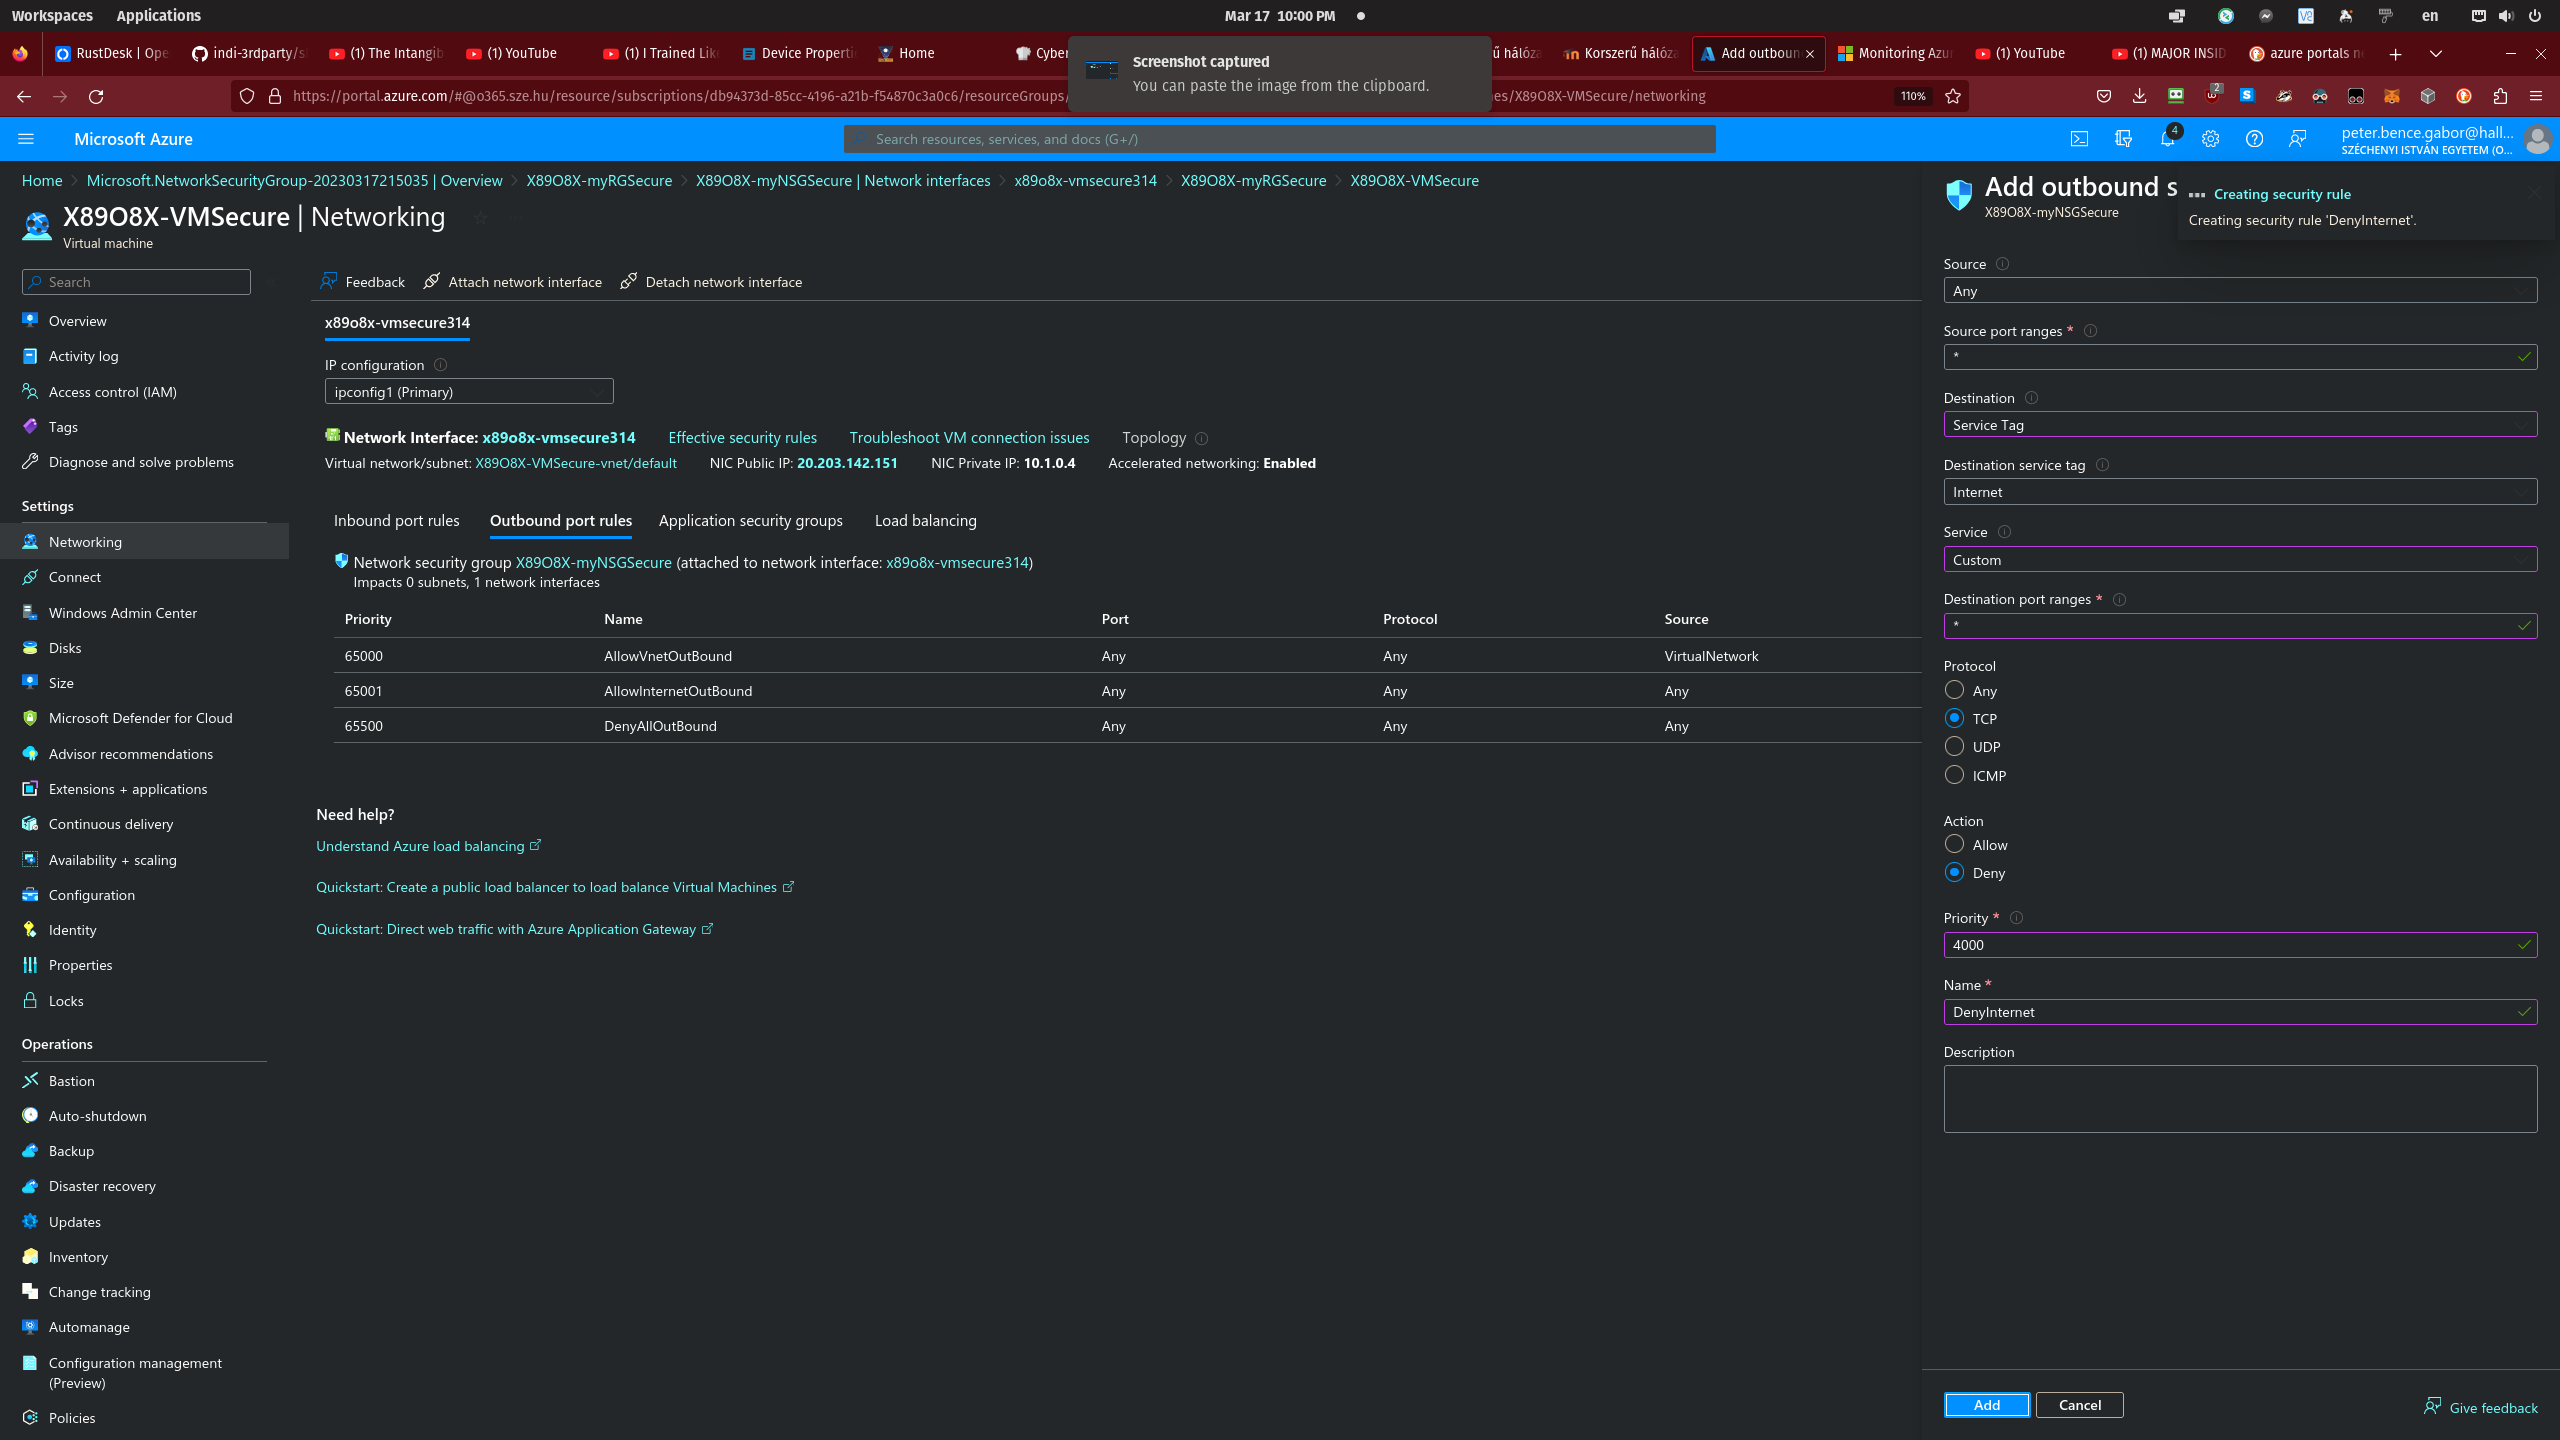 Workspaces Applications Mar 17 10:00 PM en
RustDesk | Ope indi-3rdparty/s (1) The Intangib (1) YouTube (1) I Trained Like Device Propertie Home Cyber ű hálóza Korszerű hálóza Add outboun Monitoring Azur (1) YouTube (1) MAJOR INSID azure portals ne
Screenshot captured
You can paste the image from the clipboard.
https://portal.azure.com/#@o365.sze.hu/resource/subscriptions/db94373d-85cc-4196-a21b-f54870c3a0c6/resourceGroups/ es/X89O8X-VMSecure/networking 110% 2
Microsoft Azure Search resources, services, and docs (G+/) 4 peter.bence.gabor@hall...
SZÉCHENYI ISTVÁN EGYETEM (O...
Home Microsoft.NetworkSecurityGroup-20230317215035 | Overview X89O8X-myRGSecure X89O8X-myNSGSecure | Network interfaces x89o8x-vmsecure314 X89O8X-myRGSecure X89O8X-VMSecure
X89O8X-VMSecure | Networking
Virtual machine
Search
Overview
Activity log
Access control (IAM)
Tags
Diagnose and solve problems
Settings
Networking
Connect
Windows Admin Center
Disks
Size
Microsoft Defender for Cloud
Advisor recommendations
Extensions + applications
Continuous delivery
Availability + scaling
Configuration
Identity
Properties
Locks
Operations
Bastion
Auto-shutdown
Backup
Disaster recovery
Updates
Inventory
Change tracking
Automanage
Configuration management
(Preview)
Policies
Feedback Attach network interface Detach network interface
x89o8x-vmsecure314
IP configuration
ipconfig1 (Primary)
Network Interface: x89o8x-vmsecure314 Effective security rules Troubleshoot VM connection issues Topology
Virtual network/subnet: X89O8X-VMSecure-vnet/default NIC Public IP: 20.203.142.151 NIC Private IP: 10.1.0.4 Accelerated networking: Enabled
Inbound port rules Outbound port rules Application security groups Load balancing
Network security group X89O8X-myNSGSecure (attached to network interface: x89o8x-vmsecure314)
Impacts 0 subnets, 1 network interfaces
Priority Name Port Protocol Source
65000 AllowVnetOutBound Any Any VirtualNetwork
65001 AllowInternetOutBound Any Any Any
65500 DenyAllOutBound Any Any Any
Need help?
Understand Azure load balancing
Quickstart: Create a public load balancer to load balance Virtual Machines
Quickstart: Direct web traffic with Azure Application Gateway
Add outbound s
X89O8X-myNSGSecure
Creating security rule
Creating security rule 'DenyInternet'.
Source
Any
Source port ranges *
*
Destination
Service Tag
Destination service tag
Internet
Service
Custom
Destination port ranges *
*
Protocol
Any
TCP
UDP
ICMP
Action
Allow
Deny
Priority *
4000
Name *
DenyInternet
Description
Add Cancel Give feedback